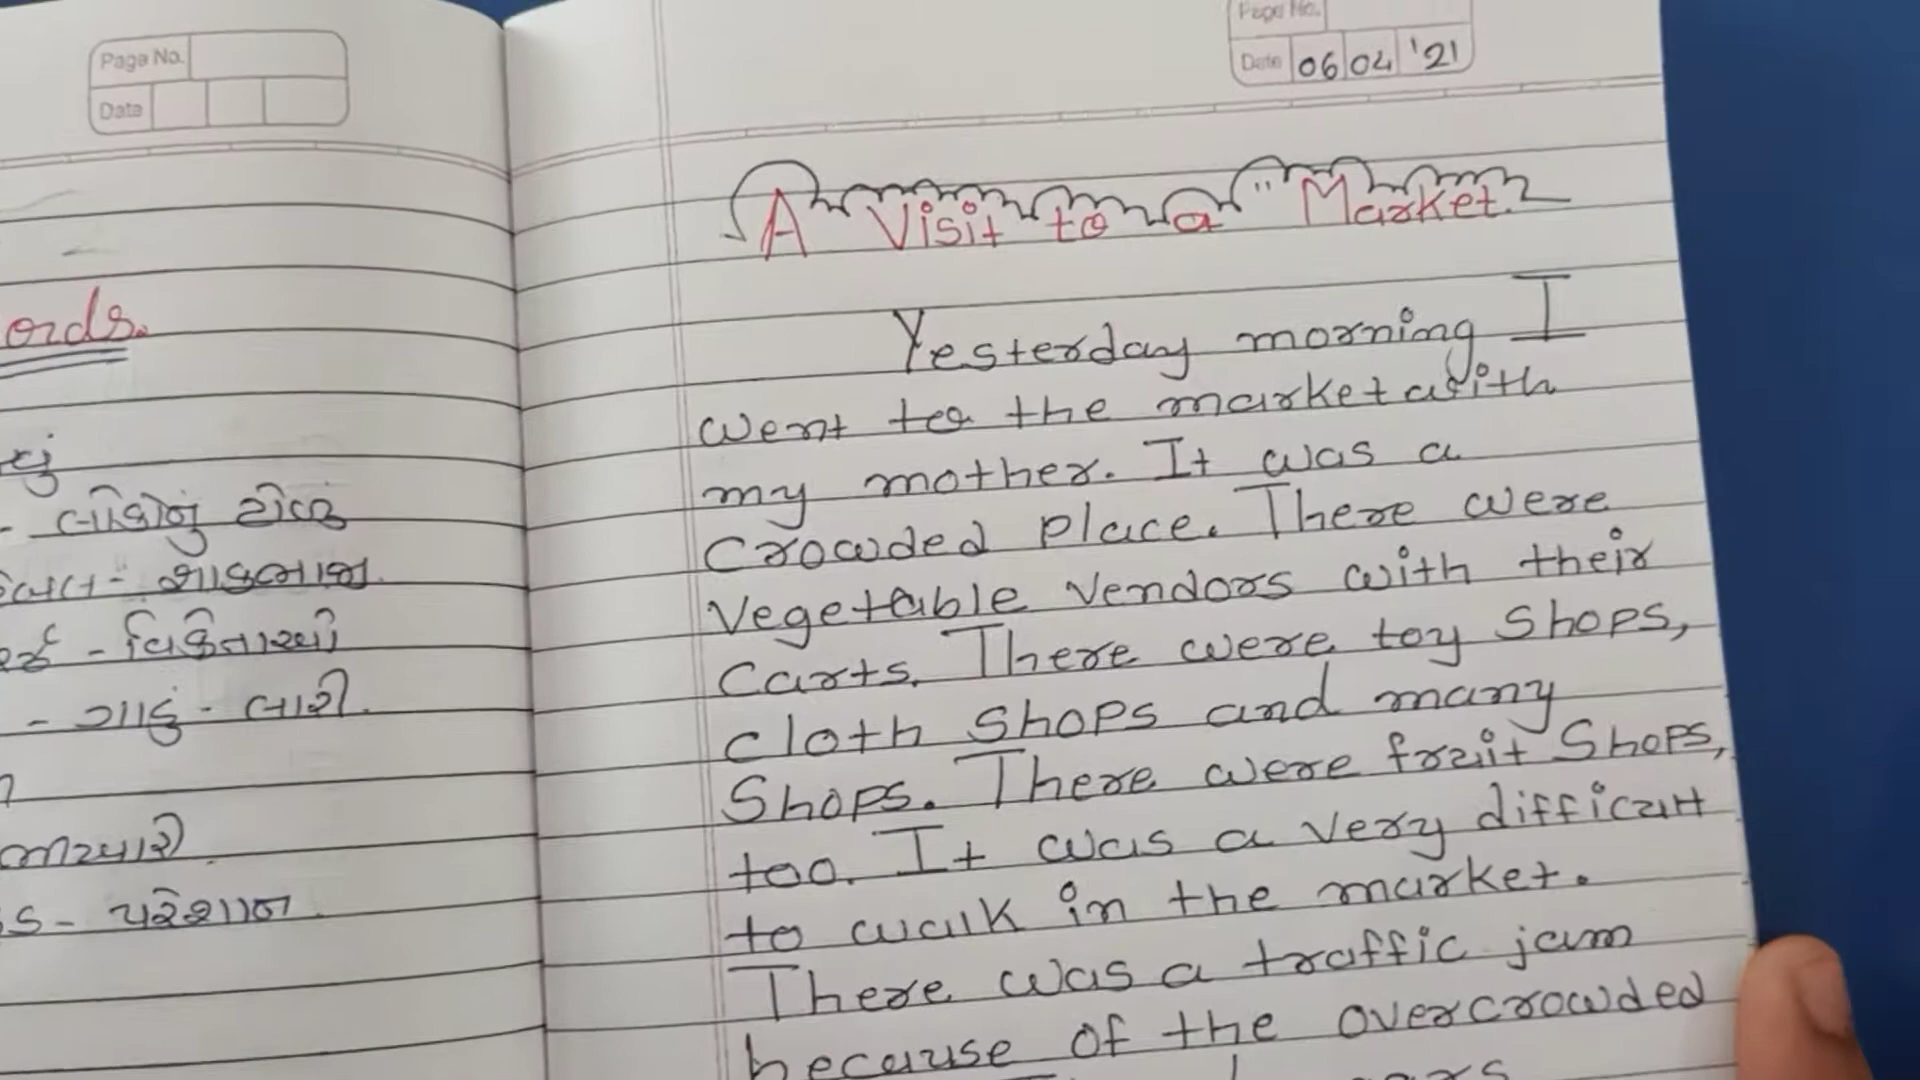 Page No.
Date
ords.
યું
- લીલોનું ટોળું
- શાકભાજી
- વિક્રેતાઓ
- ગાડું - લારી.
S - પરેશાન.
Page No.
Date 06 04 '21
A Visit to a "Market."
Yesterday morning I
went to the market with
my mother. It was a
crowded place. There were
Vegetable vendors with their
Carts. There were toy shops,
cloth shops and many
Shops. There were fruit Shops,
too. It was a very difficult
to walk in the market.
There was a traffic jam
because of the overcrowded